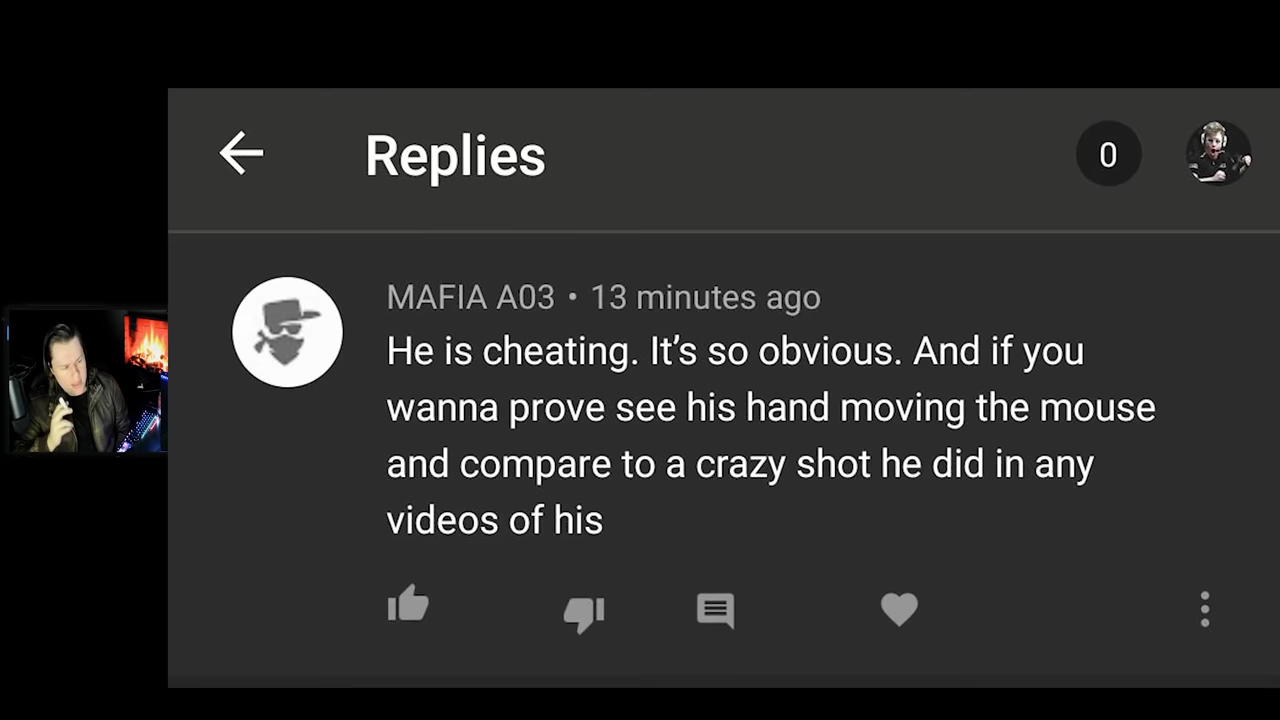 Replies
0
MAFIA A03 • 13 minutes ago
He is cheating. It’s so obvious. And if you
wanna prove see his hand moving the mouse
and compare to a crazy shot he did in any
videos of his